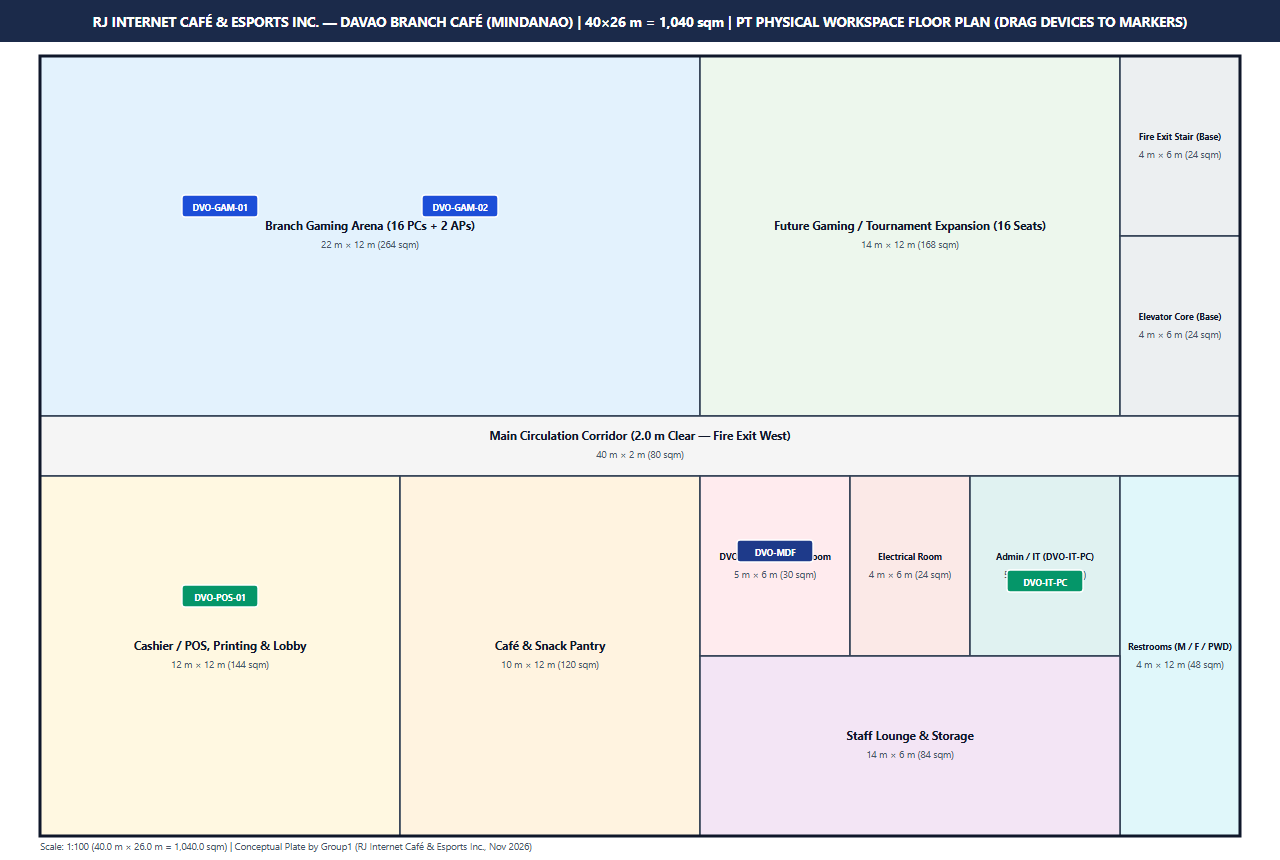 RJ INTERNET CAFÉ & ESPORTS INC. — DAVAO BRANCH CAFÉ (MINDANAO) | 40×26 m = 1,040 sqm | PT PHYSICAL WORKSPACE FLOOR PLAN (DRAG DEVICES TO MARKERS)
DVO-GAM-01
DVO-GAM-02
Branch Gaming Arena (16 PCs + 2 APs)
22 m × 12 m (264 sqm)
Future Gaming / Tournament Expansion (16 Seats)
14 m × 12 m (168 sqm)
Fire Exit Stair (Base)
4 m × 6 m (24 sqm)
Elevator Core (Base)
4 m × 6 m (24 sqm)
Main Circulation Corridor (2.0 m Clear — Fire Exit West)
40 m × 2 m (80 sqm)
DVO-POS-01
Cashier / POS, Printing & Lobby
12 m × 12 m (144 sqm)
Café & Snack Pantry
10 m × 12 m (120 sqm)
DVO-MDF
5 m × 6 m (30 sqm)
Electrical Room
4 m × 6 m (24 sqm)
Admin / IT (DVO-IT-PC)
DVO-IT-PC
Restrooms (M / F / PWD)
4 m × 12 m (48 sqm)
Staff Lounge & Storage
14 m × 6 m (84 sqm)
Scale: 1:100 (40.0 m × 26.0 m = 1,040.0 sqm) | Conceptual Plate by Group1 (RJ Internet Café & Esports Inc., Nov 2026)